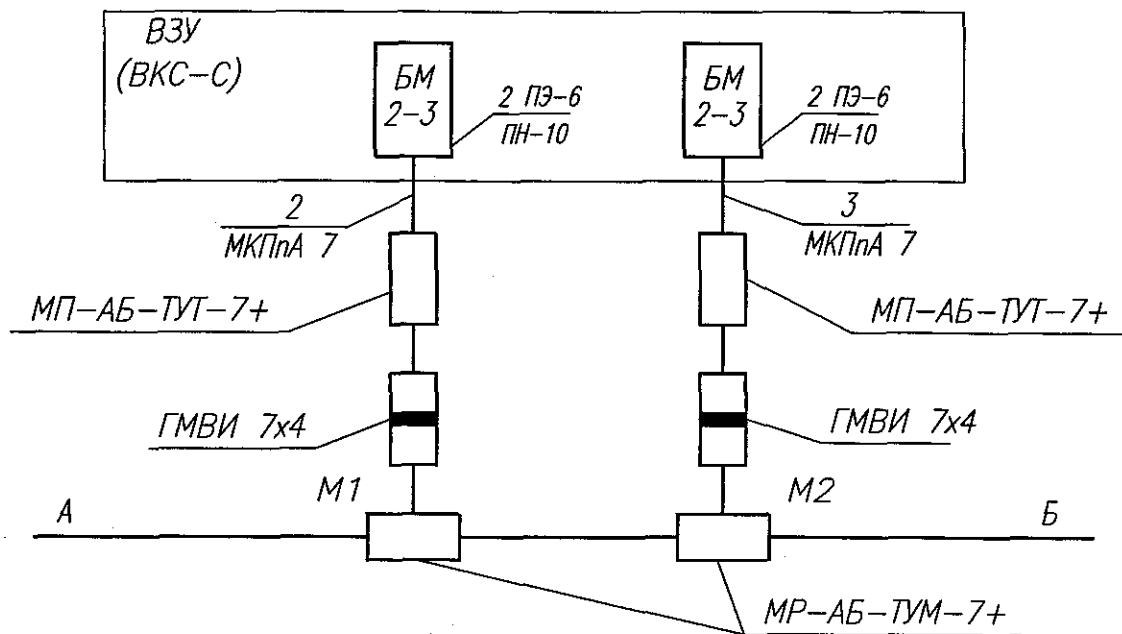 ВЗУ
(ВКС-С)
БМ
2-3
2 ПЭ-6
ПН-10
БМ
2-3
2 ПЭ-6
ПН-10
2
МКПпА 7
3
МКПпА 7
МП-АБ-ТУТ-7+
МП-АБ-ТУТ-7+
ГМВИ 7х4
ГМВИ 7х4
М1
М2
А
Б
МР-АБ-ТУМ-7+